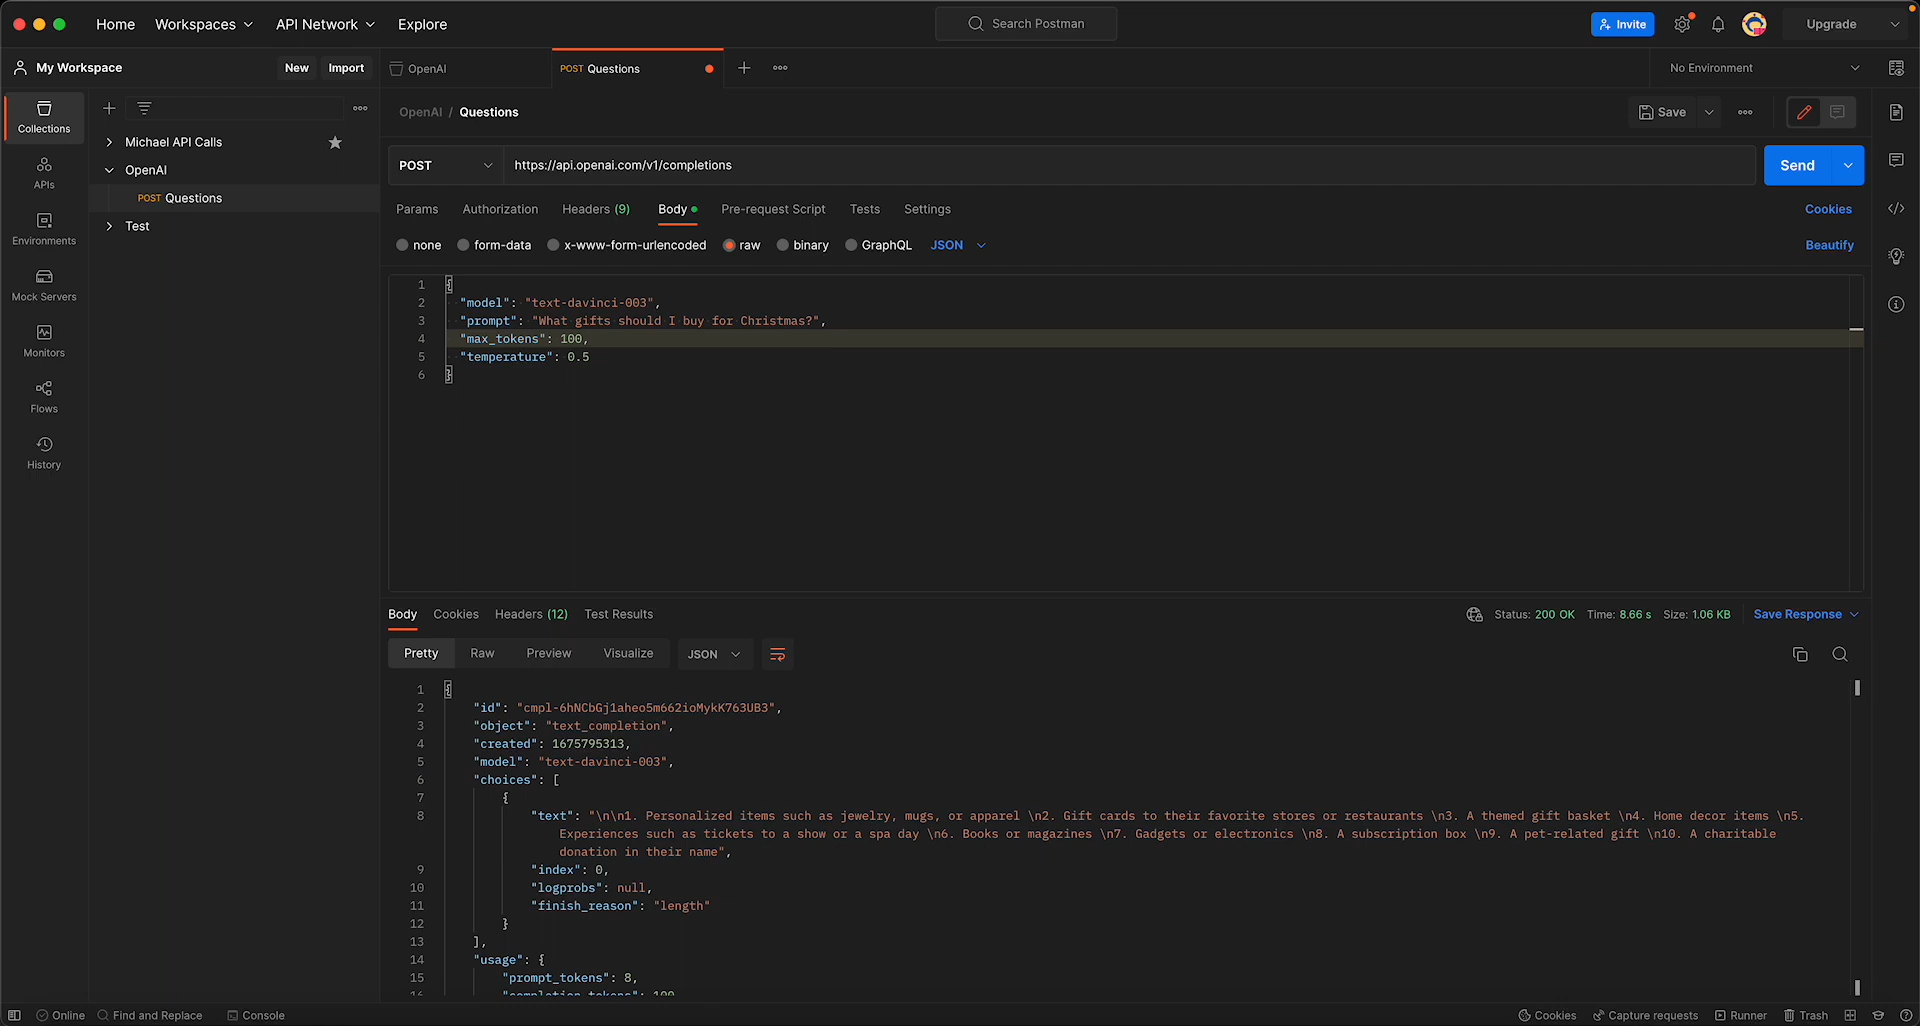 Home Workspaces API Network Explore Search Postman Invite Upgrade
My Workspace New Import OpenAI POST Questions No Environment
OpenAI / Questions Save
Collections
Michael API Calls
OpenAI
POST Questions
Test
APIs
Environments
Mock Servers
Monitors
Flows
History
POST https://api.openai.com/v1/completions Send
Params Authorization Headers (9) Body Pre-request Script Tests Settings Cookies
none form-data x-www-form-urlencoded raw binary GraphQL JSON Beautify
1 {
2 "model": "text-davinci-003",
3 "prompt": "What gifts should I buy for Christmas?",
4 "max_tokens": 100,
5 "temperature": 0.5
6 }
Body Cookies Headers (12) Test Results Status: 200 OK Time: 8.66 s Size: 1.06 KB Save Response
Pretty Raw Preview Visualize JSON
1 {
2 "id": "cmpl-6hNCbGj1aheo5m662ioMykK763UB3",
3 "object": "text_completion",
4 "created": 1675795313,
5 "model": "text-davinci-003",
6 "choices": [
7 {
8 "text": "\n\n1. Personalized items such as jewelry, mugs, or apparel \n2. Gift cards to their favorite stores or restaurants \n3. A themed gift basket \n4. Home decor items \n5.
Experiences such as tickets to a show or a spa day \n6. Books or magazines \n7. Gadgets or electronics \n8. A subscription box \n9. A pet-related gift \n10. A charitable
donation in their name",
9 "index": 0,
10 "logprobs": null,
11 "finish_reason": "length"
12 }
13 ],
14 "usage": {
15 "prompt_tokens": 8,
16 "completion_tokens": 100
Online Find and Replace Console Cookies Capture requests Runner Trash